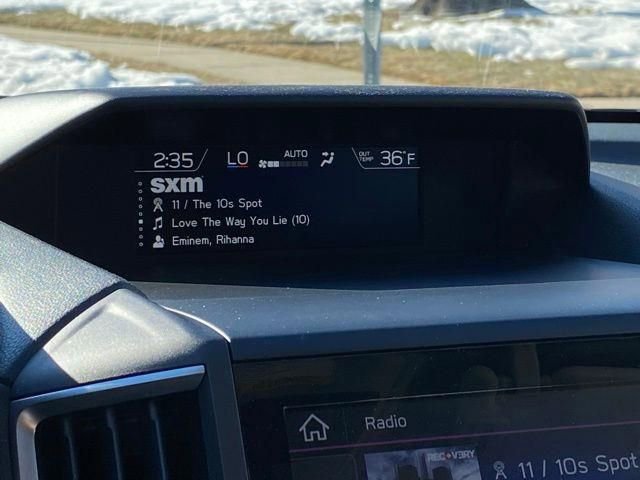 2:35 LO AUTO OUT TEMP 36°F
sxm
11 / The 10s Spot
Love The Way You Lie (10)
Eminem, Rihanna
Radio
RECOVERY
11 / 10s Spot